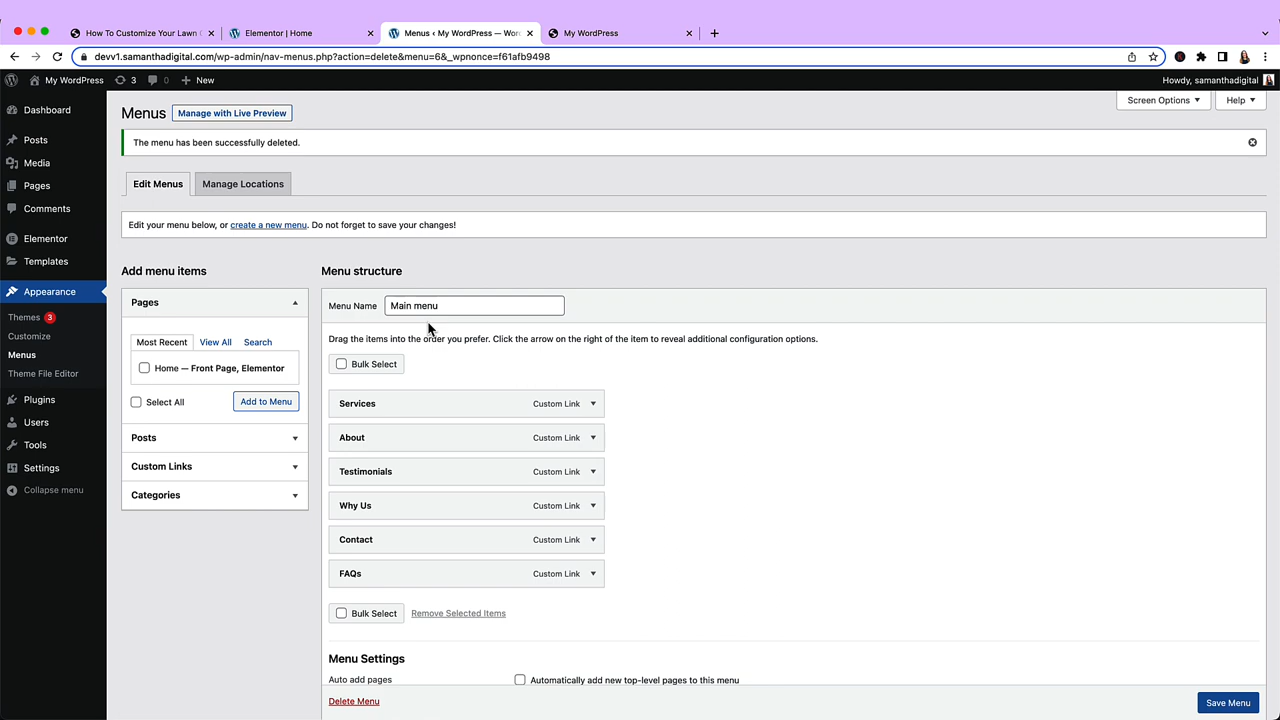 How To Customize Your Lawn
Elementor | Home
Menus ‹ My WordPress — Wor
My WordPress
devv1.samanthadigital.com/wp-admin/nav-menus.php?action=delete&menu=6&_wpnonce=f61afb9498
My WordPress
3
0
New
Howdy, samanthadigital
Dashboard
Posts
Media
Pages
Comments
Elementor
Templates
Appearance
Themes 3
Customize
Menus
Theme File Editor
Plugins
Users
Tools
Settings
Collapse menu
Menus
Manage with Live Preview
Screen Options
Help
The menu has been successfully deleted.
Edit Menus
Manage Locations
Edit your menu below, or create a new menu. Do not forget to save your changes!
Add menu items
Pages
Most Recent
View All
Search
Home — Front Page, Elementor
Select All
Add to Menu
Posts
Custom Links
Categories
Menu structure
Menu Name
Main menu
Drag the items into the order you prefer. Click the arrow on the right of the item to reveal additional configuration options.
Bulk Select
Services Custom Link
About Custom Link
Testimonials Custom Link
Why Us Custom Link
Contact Custom Link
FAQs Custom Link
Bulk Select
Remove Selected Items
Menu Settings
Auto add pages
Automatically add new top-level pages to this menu
Delete Menu
Save Menu